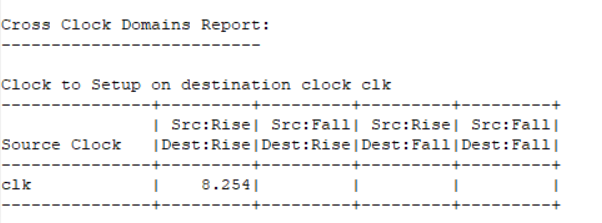 Cross Clock Domains Report:
--------------------------
Clock to Setup on destination clock clk
---------------+---------+---------+---------+---------+
               | Src:Rise| Src:Fall| Src:Rise| Src:Fall|
Source Clock   |Dest:Rise|Dest:Rise|Dest:Fall|Dest:Fall|
---------------+---------+---------+---------+---------+
clk            |    8.254|         |         |         |
---------------+---------+---------+---------+---------+